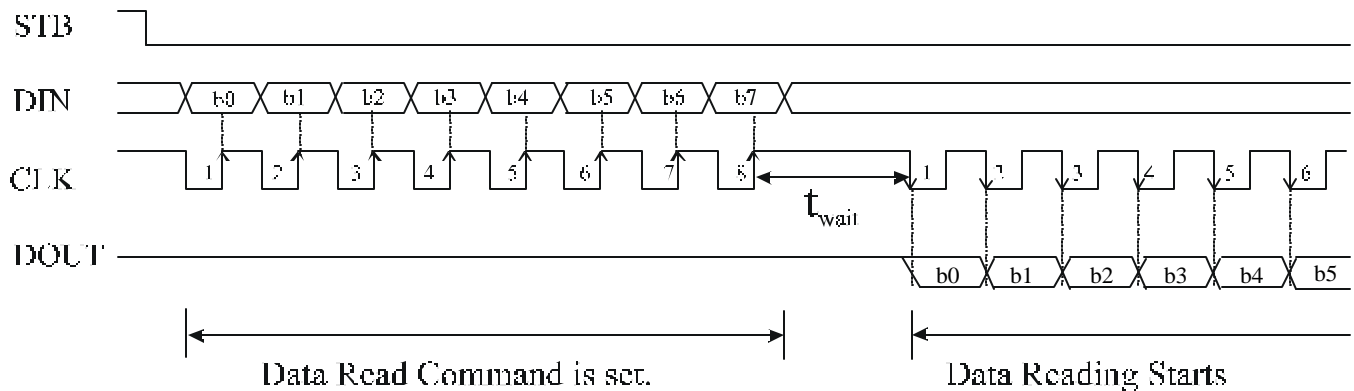 STB
DIN b0 b1 b2 b3 b4 b5 b6 b7
CLK 1 2 3 4 5 6 7 8 1 2 3 4 5 6
twait
DOUT b0 b1 b2 b3 b4 b5
Data Read Command is set. Data Reading Starts